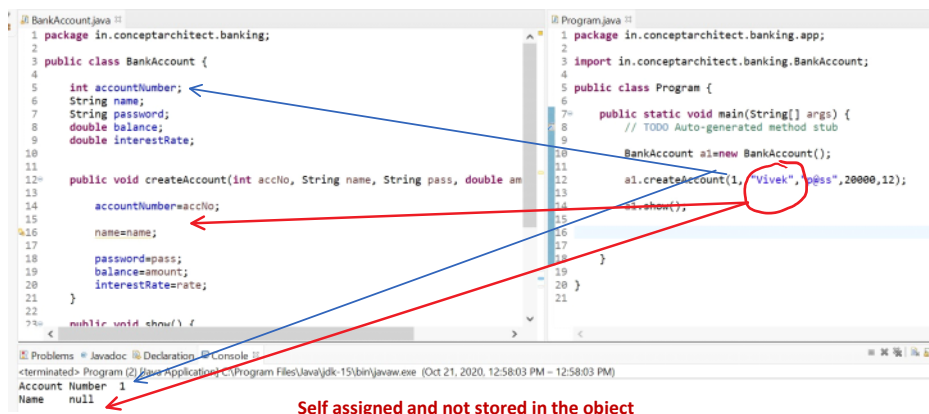 BankAccount.java
1 package in.conceptarchitect.banking;
2
3 public class BankAccount {
4
5 int accountNumber;
6 String name;
7 String password;
8 double balance;
9 double interestRate;
10
11
12 public void createAccount(int accNo, String name, String pass, double am
13
14 accountNumber=accNo;
15
16 name=name;
17
18 password=pass;
19 balance=amount;
20 interestRate=rate;
21 }
22
23 public void show() {
Program.java
1 package in.conceptarchitect.banking.app;
2
3 import in.conceptarchitect.banking.BankAccount;
4
5 public class Program {
6
7 public static void main(String[] args) {
8 // TODO Auto-generated method stub
9
10 BankAccount a1=new BankAccount();
11
12 a1.createAccount(1, "Vivek","p@ss",20000,12);
13
14 a1.show();
15
16
17
18 }
19
20 }
21
Problems Javadoc Declaration Console
<terminated> Program (2) [Java Application] C:\Program Files\Java\jdk-15\bin\javaw.exe (Oct 21, 2020, 12:58:03 PM – 12:58:03 PM)
Account Number 1
Name null
Self assigned and not stored in the object